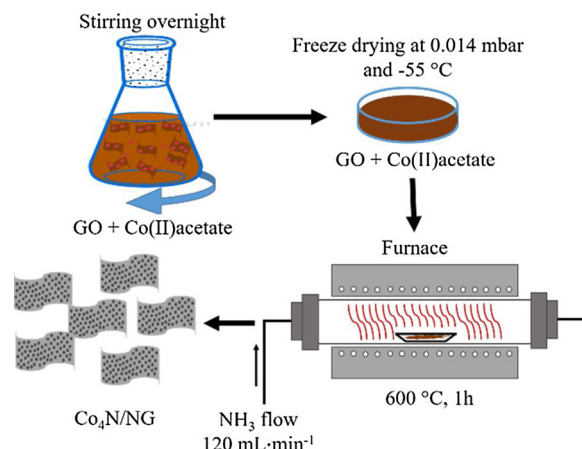 Stirring overnight
Freeze drying at 0.014 mbar
and -55 °C
GO + Co(II)acetate
GO + Co(II)acetate
Furnace
600 °C, 1h
Co₄N/NG
NH₃ flow
120 mL·min⁻¹